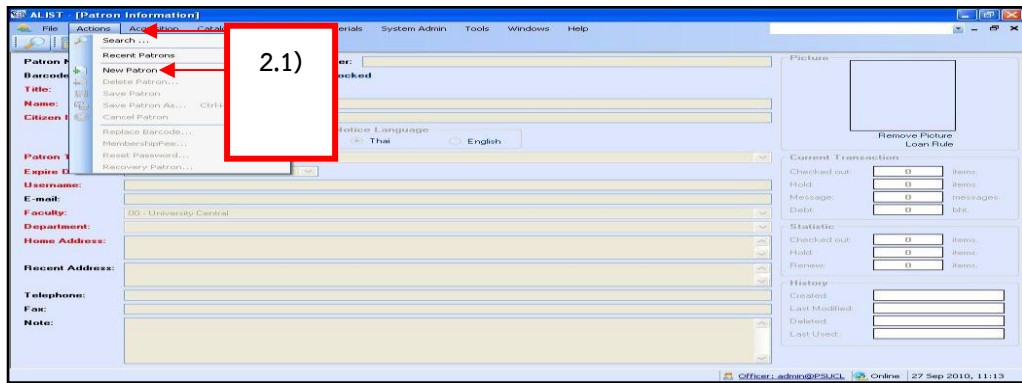 ALIST - [Patron Information]
File Actions Acquisition Catalo erials System Admin Tools Windows Help
Search ...
Recent Patrons
New Patron
Delete Patron...
Save Patron
Save Patron As... Ctrl+
Cancel Patron
Replace Barcode...
MembershipFee...
Reset Password...
Recovery Patron...
2.1)
Patron N er:
Barcode ocked
Title:
Name:
Citizen I
Notice Language
Thai English
Patron T
Expire D
Username:
E-mail:
Faculty: 00 - University Central
Department:
Home Address:
Recent Address:
Telephone:
Fax:
Note:
Picture
Remove Picture
Loan Rule
Current Transaction
Checked out: 0 items.
Hold: 0 items.
Message: 0 messages.
Debt: 0 bht.
Statistic
Checked out: 0 items.
Hold: 0 items.
Renew: 0 items.
History
Created:
Last Modified:
Deleted:
Last Used:
Officer: admin@PSUCL Online 27 Sep 2010, 11:13